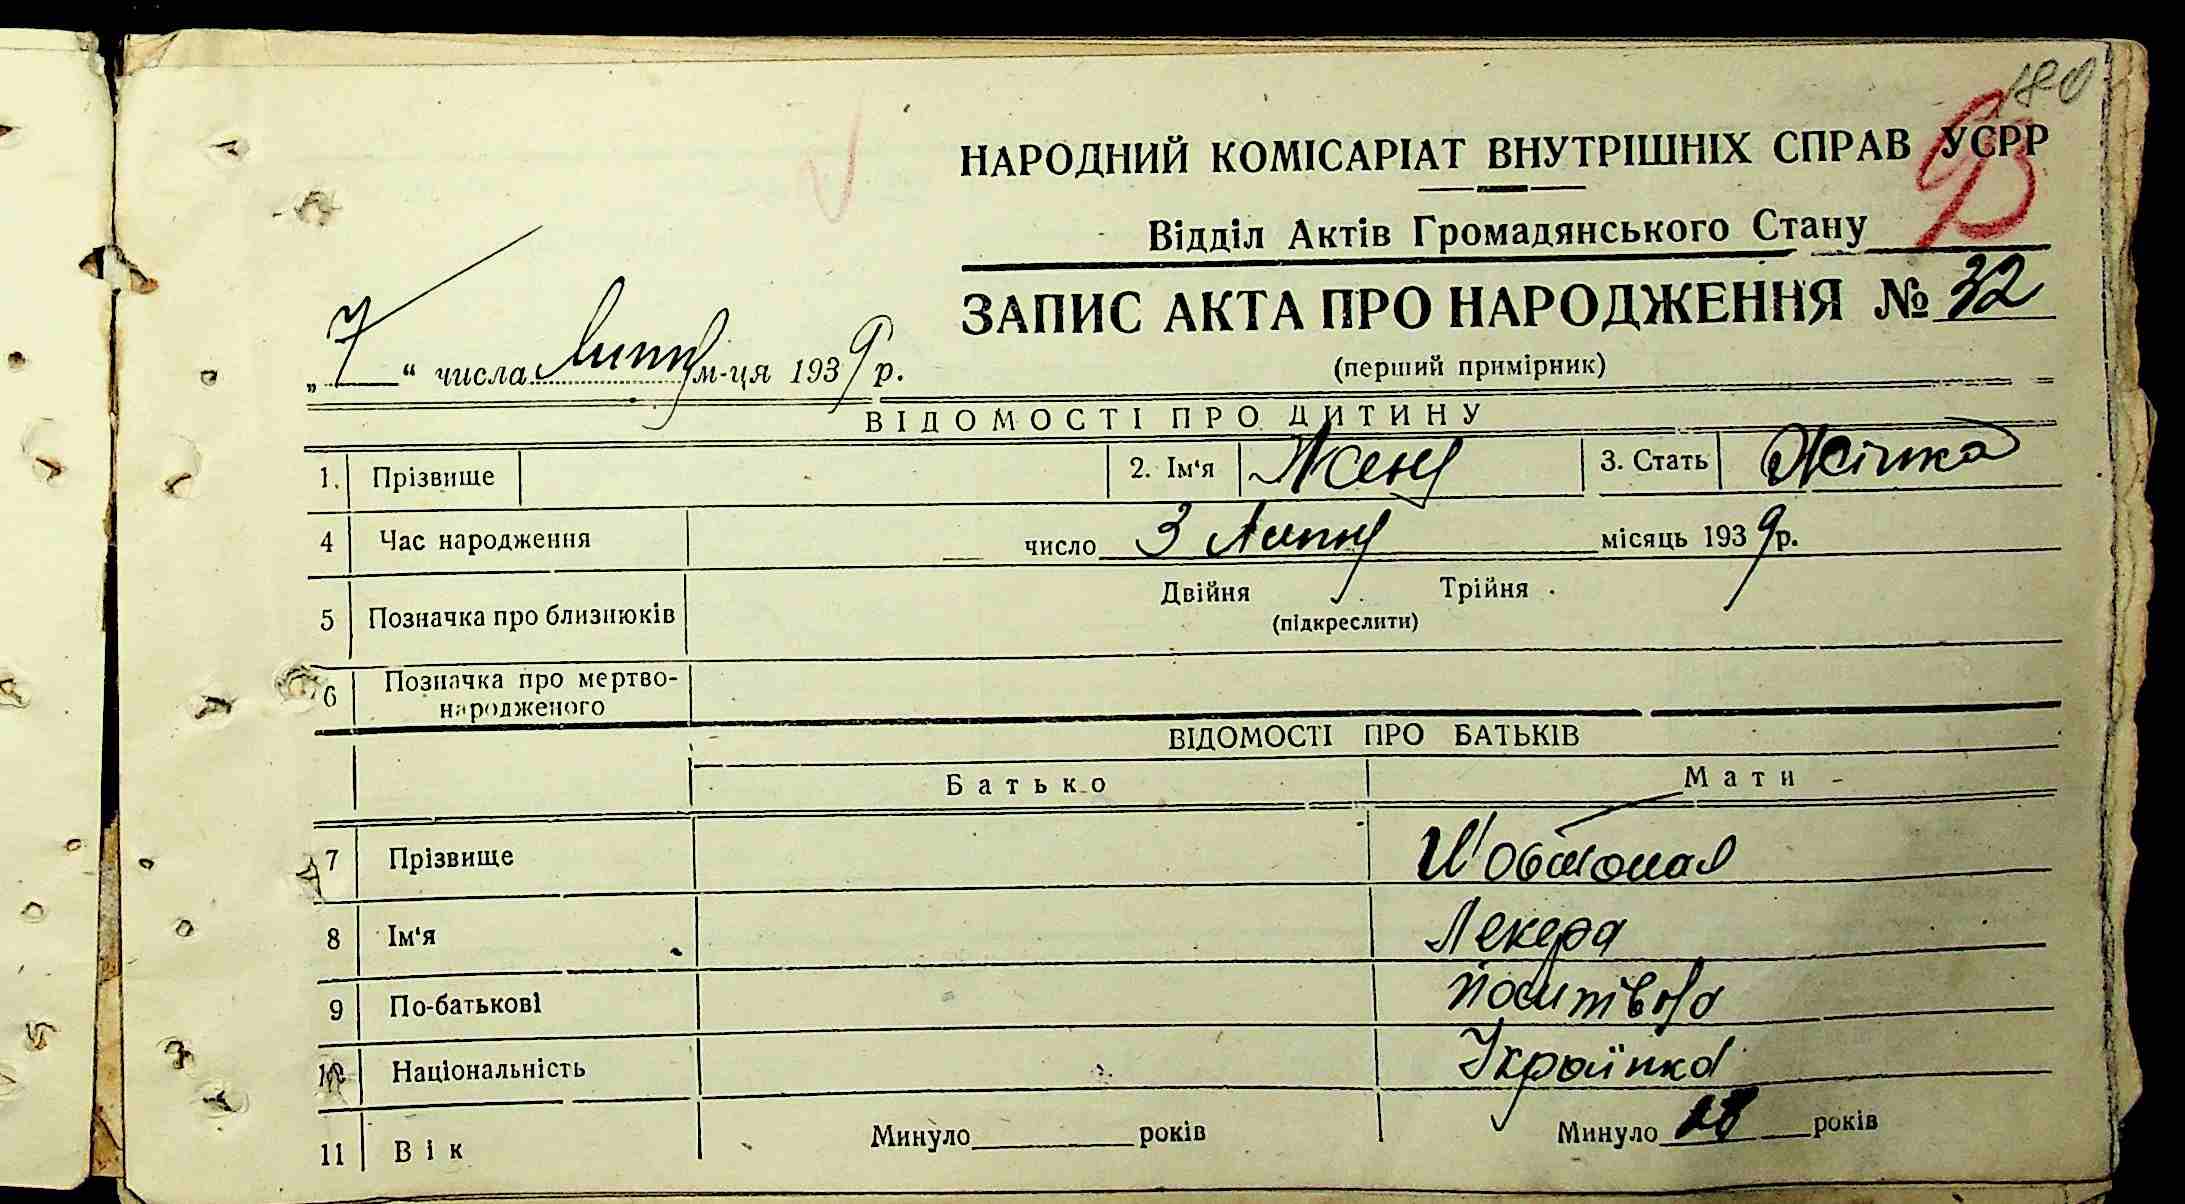 180
НАРОДНИЙ КОМІСАРІАТ ВНУТРІШНІХ СПРАВ УСРР
Відділ Актів Громадянського Стану
ЗАПИС АКТА ПРО НАРОДЖЕННЯ № 32
(перший примірник)
„7“ числа Липня м-ця 1939 р.
ВІДОМОСТІ ПРО ДИТИНУ
1. Прізвище 2. Ім'я Женя 3. Стать Жінка
4 Час народження число 3 Липня місяць 1939 р.
5 Позначка про близнюків Двійня Трійня
(підкреслити)
6 Позначка про мертво-
народженого
ВІДОМОСТІ ПРО БАТЬКІВ
Батько Мати
7 Прізвище
8 Ім'я
9 По-батькові
10 Національність Українка
11 Вік Минуло років Минуло років